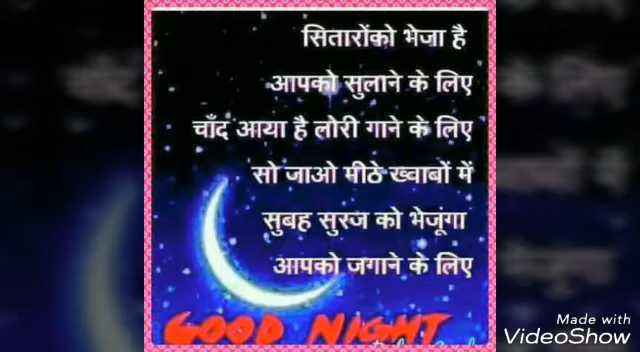 सितारोंको भेजा है
आपको सुलाने के लिए
चाँद आया है लोरी गाने के लिए
सो जाओ मीठे ख्वाबों में
सुबह सुरज को भेजूंगा
आपको जगाने के लिए
GOOD NIGHT
Made with
VideoShow